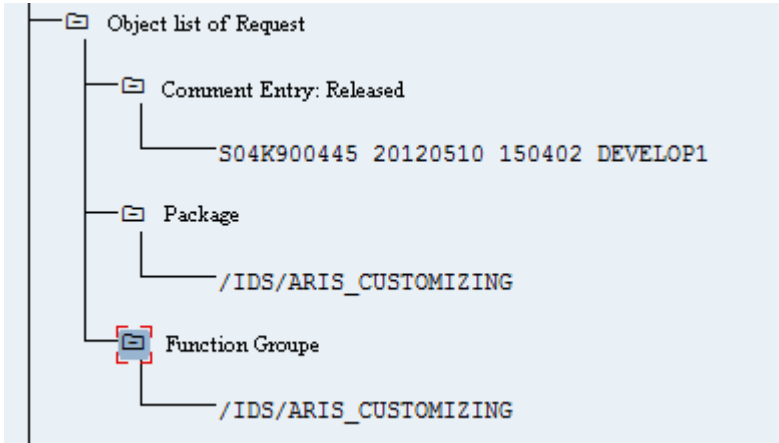 Object list of Request
Comment Entry: Released
S04K900445 20120510 150402 DEVELOP1
Package
/IDS/ARIS_CUSTOMIZING
Function Groupe
/IDS/ARIS_CUSTOMIZING